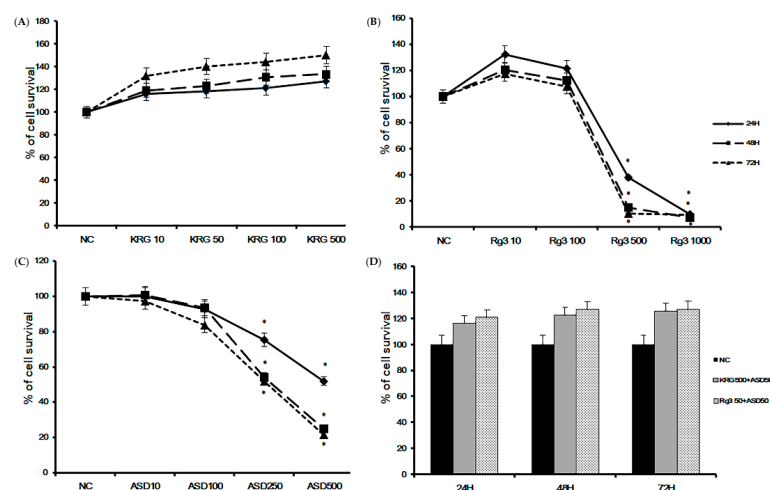 (A)
% of cell survival
160
140
120
100
80
60
40
20
0
NC KRG 10 KRG 50 KRG 100 KRG 500
(B)
% of cell survival
160
140
120
100
80
60
40
20
0
* * * * * *
NC Rg3 10 Rg3 100 Rg3 500 Rg3 1000
24H
48H
72H
(C)
% of cell survival
120
100
80
60
40
20
0
* * * * * *
NC ASD10 ASD100 ASD250 ASD500
(D)
% of cell survival
160
140
120
100
80
60
40
20
0
24H 48H 72H
NC
KRG500+ASD50
Rg3 50+ASD50